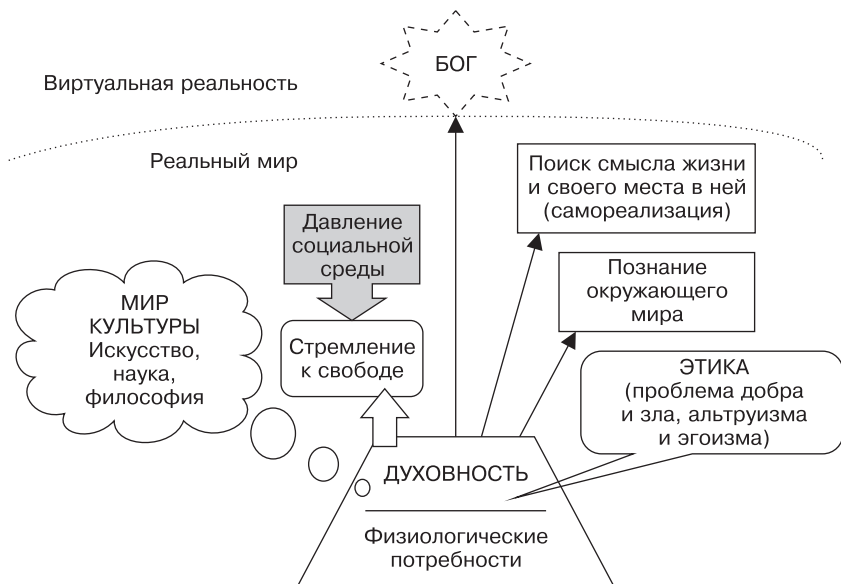 БОГ
Виртуальная реальность
Реальный мир
Поиск смысла жизни
и своего места в ней
(самореализация)
Давление
социальной
среды
Познание
окружающего
мира
МИР
КУЛЬТУРЫ
Искусство,
наука,
философия
Стремление
к свободе
ЭТИКА
(проблема добра
и зла, альтруизма
и эгоизма)
ДУХОВНОСТЬ
Физиологические
потребности